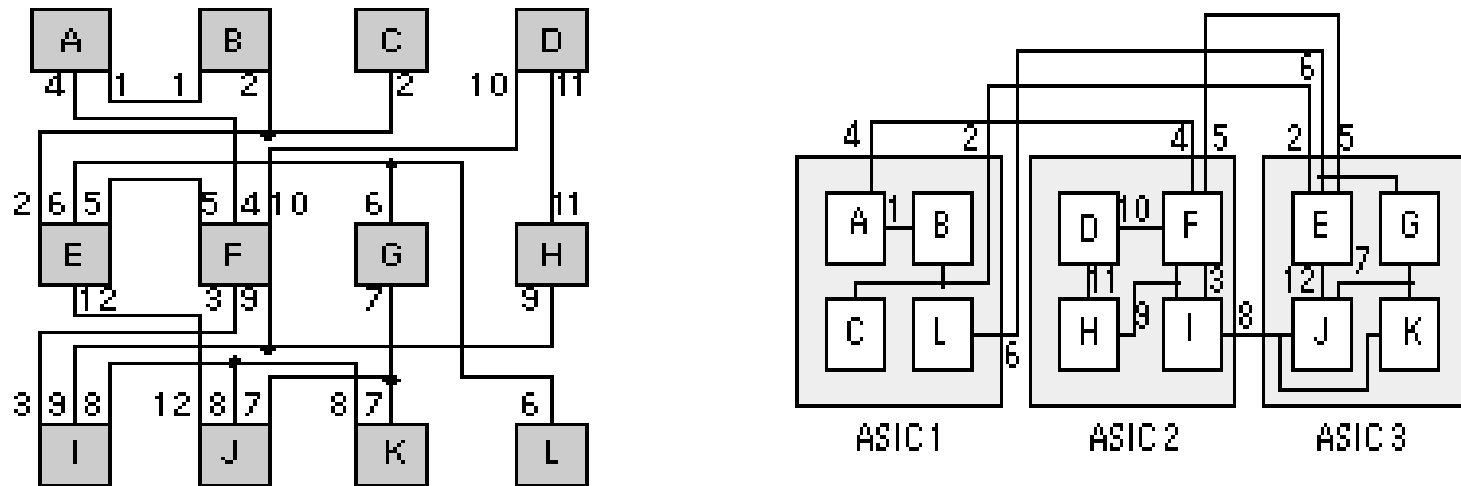 A B C D
4 1 1 2 2 10 11
2 6 5 5 4 10 6 11
E F G H
12 3 9 7 9
3 9 8 12 8 7 8 7 6
I J K L
6
4 2 4 5 2 5
A 1 B D 10 F E G
11 3 12 7
C L H 9 I 8 J K
6
ASIC 1 ASIC 2 ASIC 3